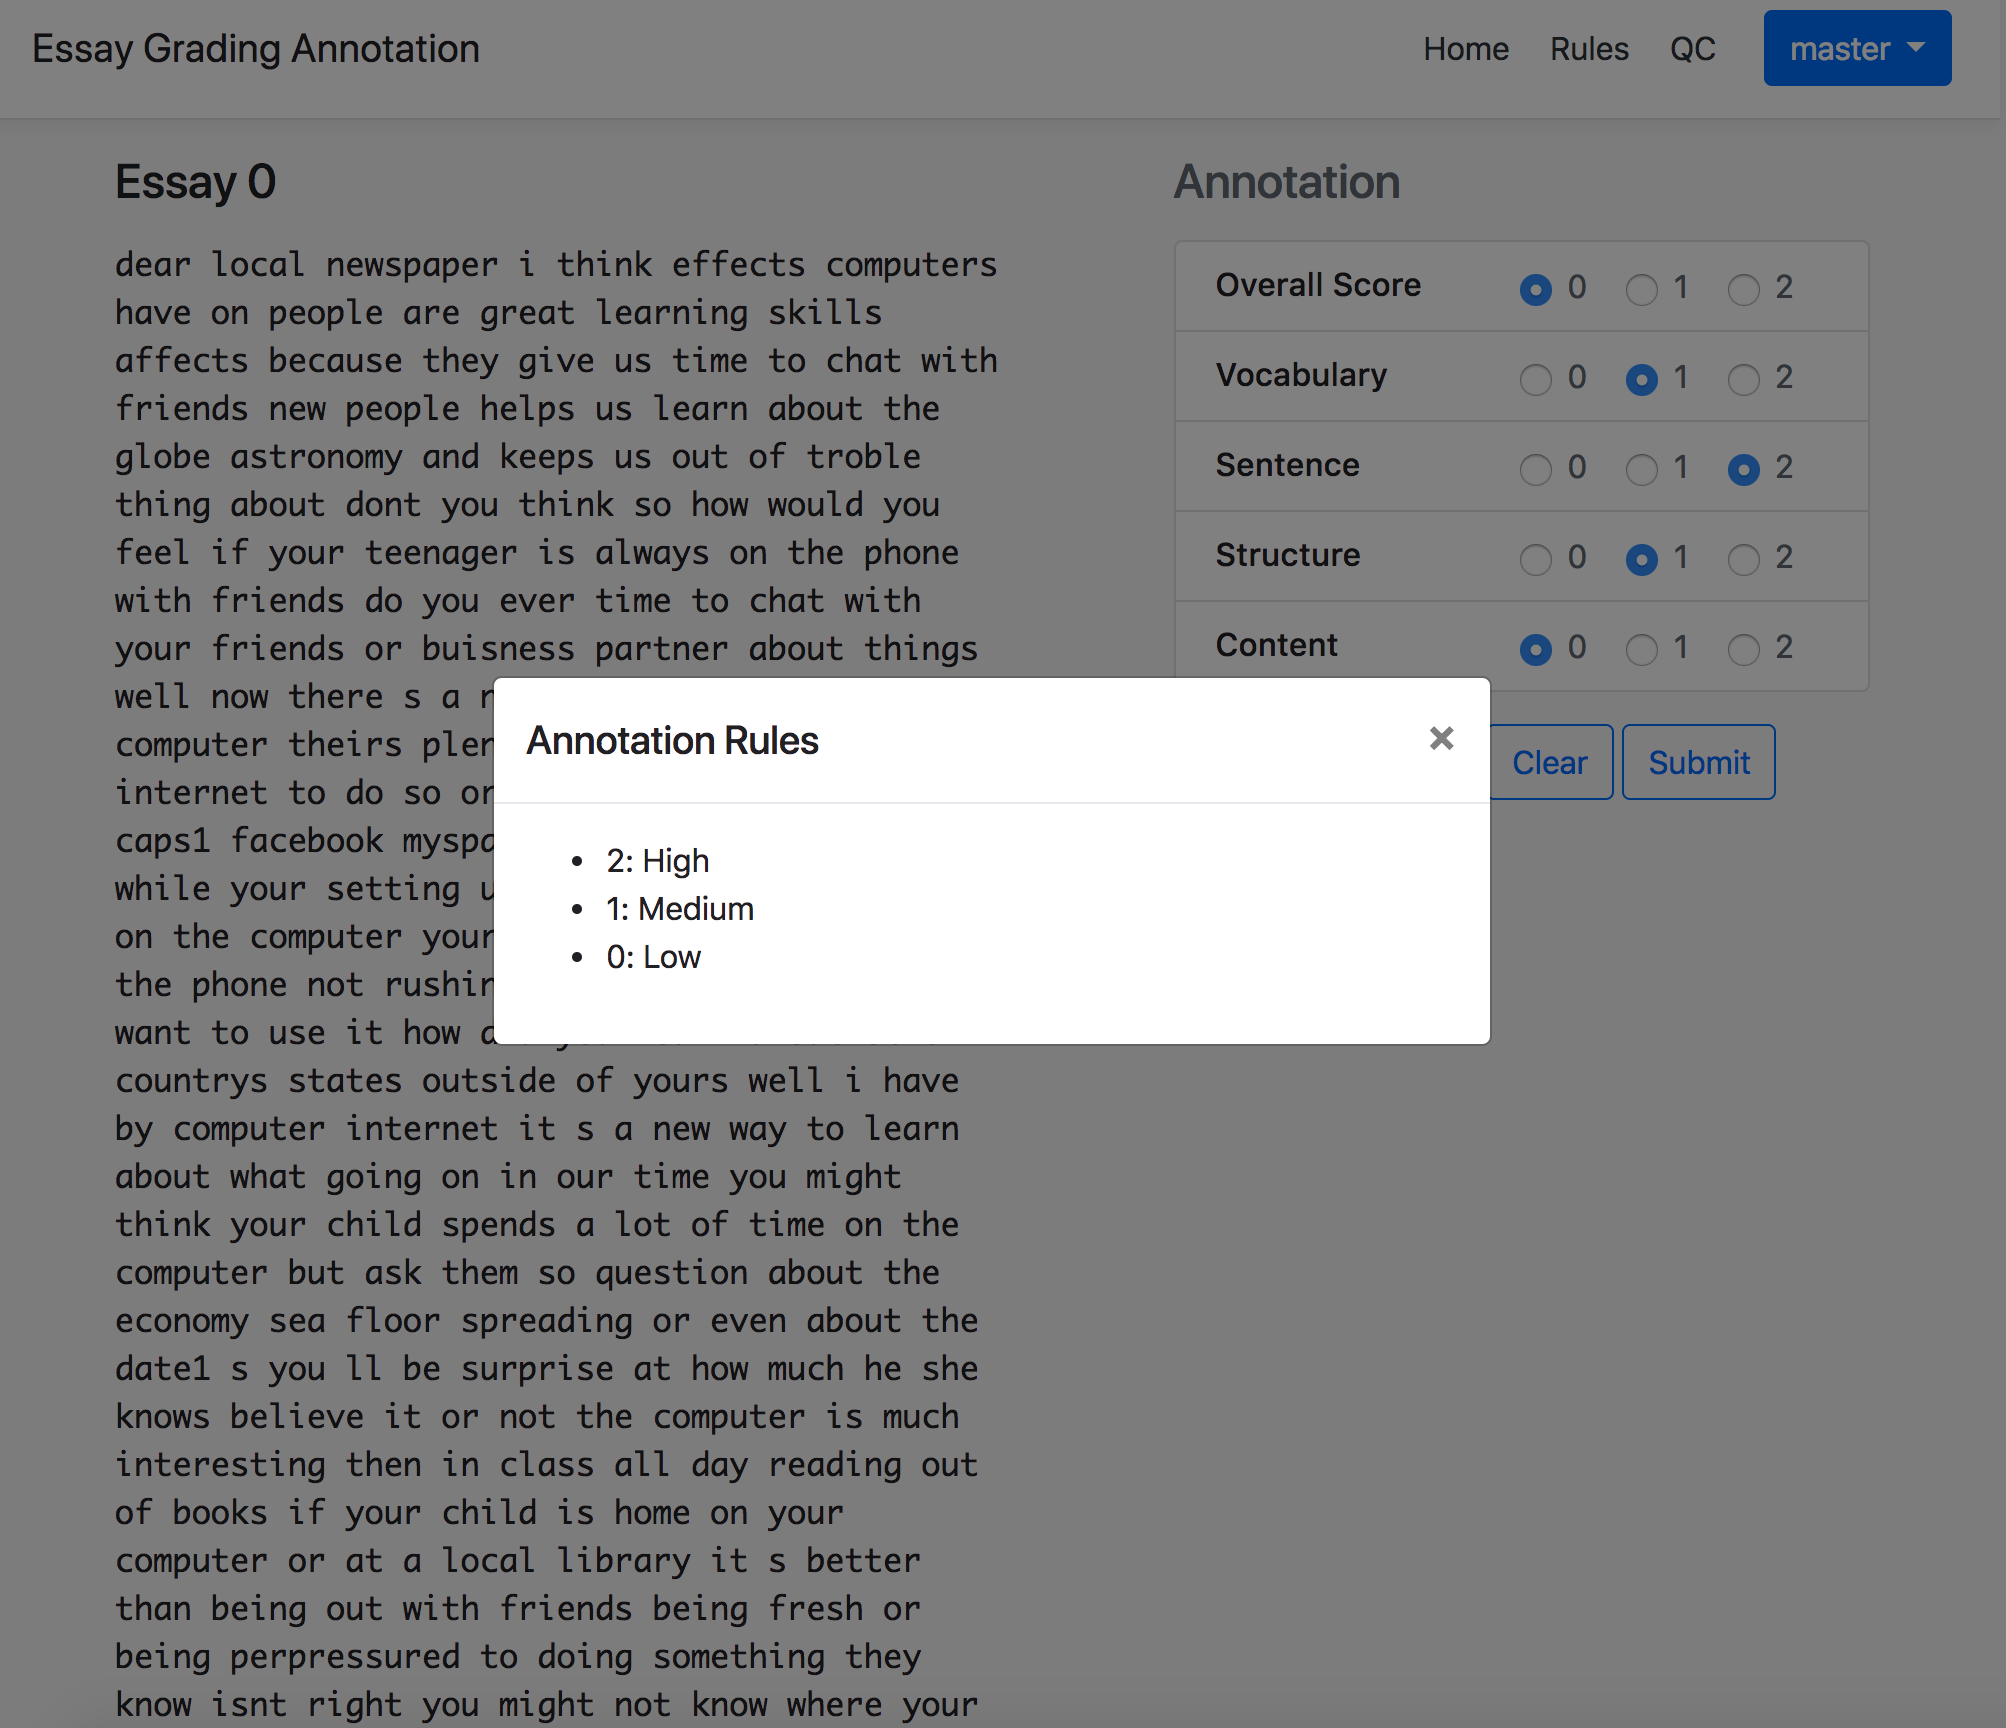 Essay Grading Annotation
Home Rules QC master
Essay 0
dear local newspaper i think effects computers
have on people are great learning skills
affects because they give us time to chat with
friends new people helps us learn about the
globe astronomy and keeps us out of troble
thing about dont you think so how would you
feel if your teenager is always on the phone
with friends do you ever time to chat with
your friends or buisness partner about things
well now there s a
computer theirs
internet to do so
caps1 facebook
while your setting
on the computer
the phone not
want to use it how
countrys states outside of yours well i have
by computer internet it s a new way to learn
about what going on in our time you might
think your child spends a lot of time on the
computer but ask them so question about the
economy sea floor spreading or even about the
date1 s you ll be surprise at how much he she
knows believe it or not the computer is much
interesting then in class all day reading out
of books if your child is home on your
computer or at a local library it s better
than being out with friends being fresh or
being perpressured to doing something they
know isnt right you might not know where your
Annotation
Overall Score 0 1 2
Vocabulary 0 1 2
Sentence 0 1 2
Structure 0 1 2
Content 0 1 2
Clear Submit
Annotation Rules ×
• 2: High
• 1: Medium
• 0: Low